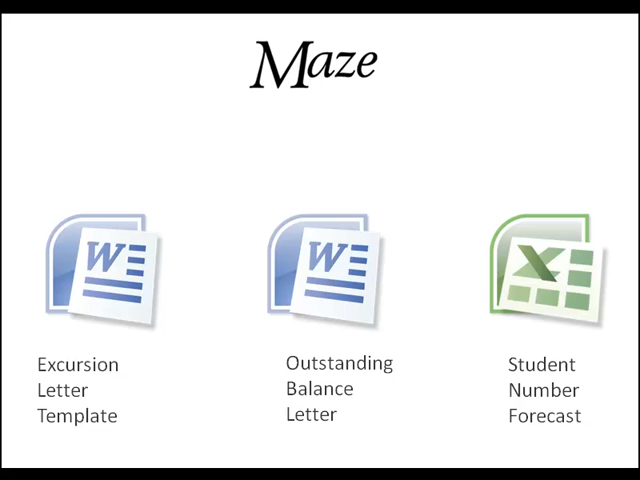 Maze
W
W
X
Excursion
Letter
Template
Outstanding
Balance
Letter
Student
Number
Forecast